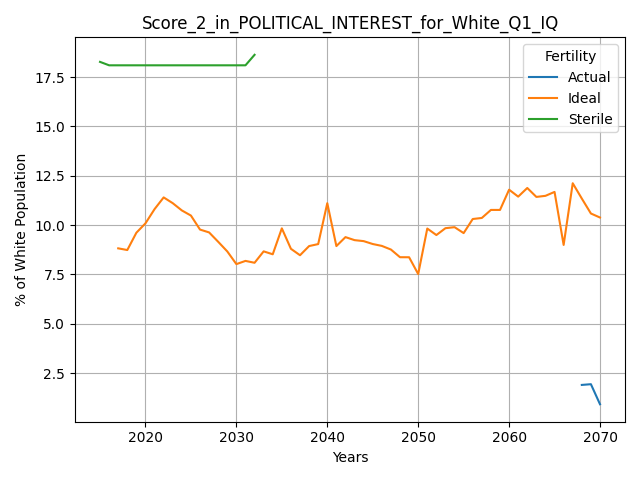 Score_2_in_POLITICAL_INTEREST_for_White_Q1_IQ
% of White Population
17.5
15.0
12.5
10.0
7.5
5.0
2.5
Fertility
Actual
Ideal
Sterile
2020 2030 2040 2050 2060 2070
Years